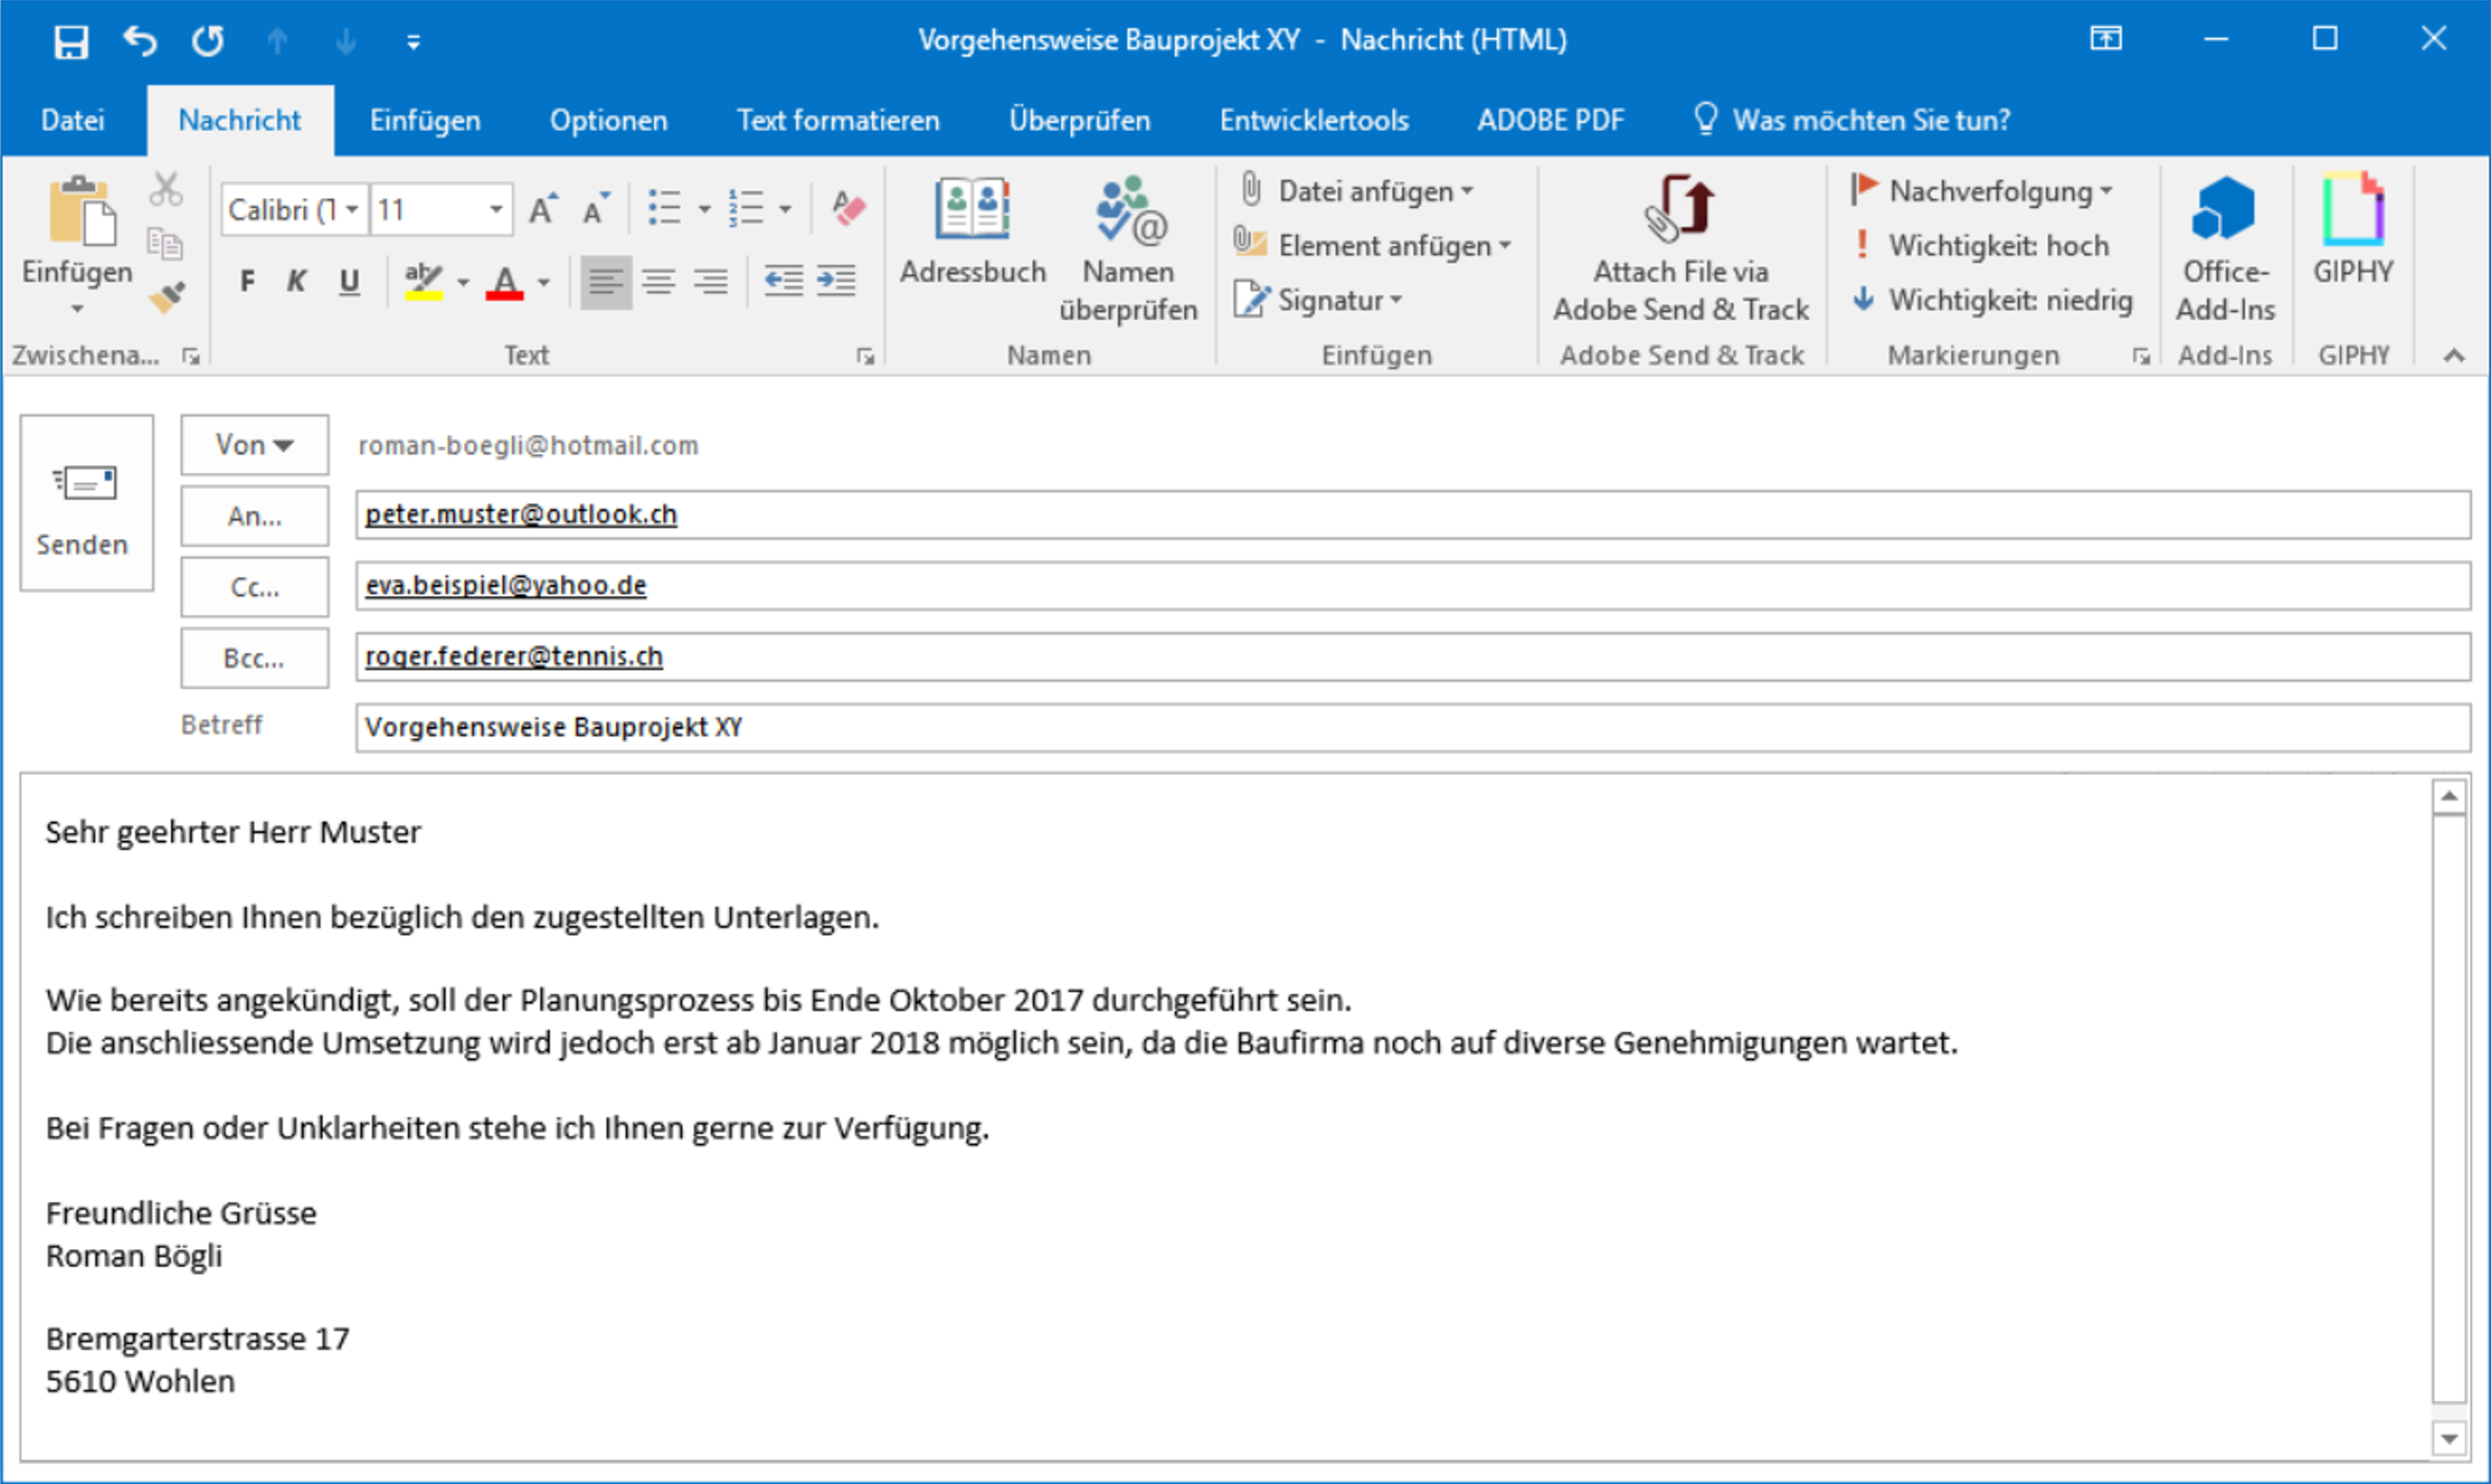 Vorgehensweise Bauprojekt XY - Nachricht (HTML)
Datei Nachricht Einfügen Optionen Text formatieren Überprüfen Entwicklertools ADOBE PDF Was möchten Sie tun?
Einfügen
Zwischena...
Calibri (T 11
F K U ab A
Text
Adressbuch
Namen überprüfen
Namen
Datei anfügen
Element anfügen
Signatur
Einfügen
Attach File via
Adobe Send & Track
Adobe Send & Track
Nachverfolgung
Wichtigkeit: hoch
Wichtigkeit: niedrig
Markierungen
Office-
Add-Ins
Add-Ins
GIPHY
GIPHY
Senden
Von roman-boegli@hotmail.com
An... peter.muster@outlook.ch
Cc... eva.beispiel@yahoo.de
Bcc... roger.federer@tennis.ch
Betreff Vorgehensweise Bauprojekt XY
Sehr geehrter Herr Muster
Ich schreiben Ihnen bezüglich den zugestellten Unterlagen.
Wie bereits angekündigt, soll der Planungsprozess bis Ende Oktober 2017 durchgeführt sein.
Die anschliessende Umsetzung wird jedoch erst ab Januar 2018 möglich sein, da die Baufirma noch auf diverse Genehmigungen wartet.
Bei Fragen oder Unklarheiten stehe ich Ihnen gerne zur Verfügung.
Freundliche Grüsse
Roman Bögli
Bremgarterstrasse 17
5610 Wohlen